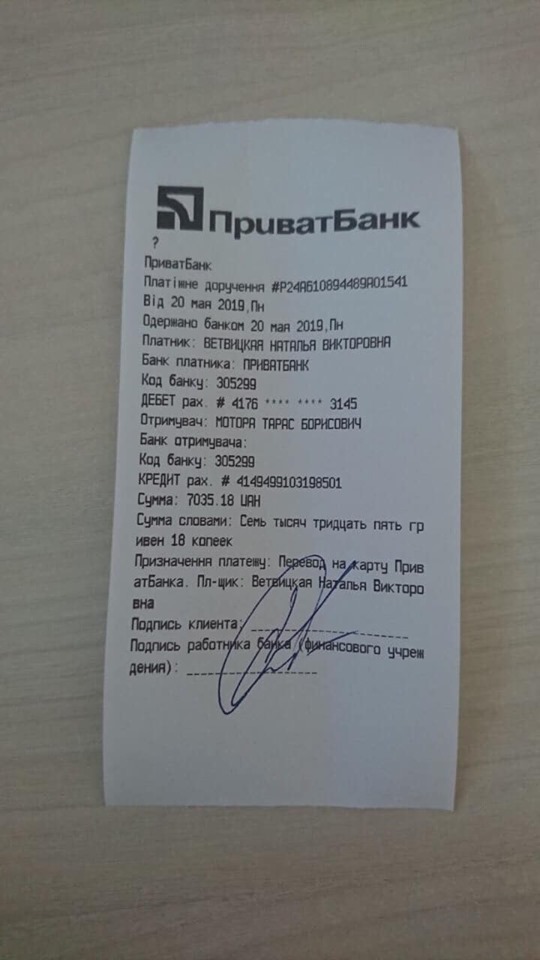 ПриватБанк
?
ПриватБанк
Платіжне доручення #P24A610894489A01541
Від 20 мая 2019,Пн
Одержано банком 20 мая 2019,Пн
Платник: ВЕТВИЦКАЯ НАТАЛЬЯ ВИКТОРОВНА
Банк платника: ПРИВАТБАНК
Код банку: 305299
ДЕБЕТ рах. # 4176 **** **** 3145
Отримувач: МОТОРА ТАРАС БОРИСОВИЧ
Банк отримувача:
Код банку: 305299
КРЕДИТ рах. # 4149499103198501
Сумма: 7035.18 UAH
Сумма словами: Семь тысяч тридцать пять гр
ивен 18 копеек
Призначення платежу: Перевод на карту Прив
атБанка. Пл-щик: Ветвицкая Наталья Викторо
вна
Подпись клиента: ____________________
Подпись работника банка (финансового учреж
дения): ________________